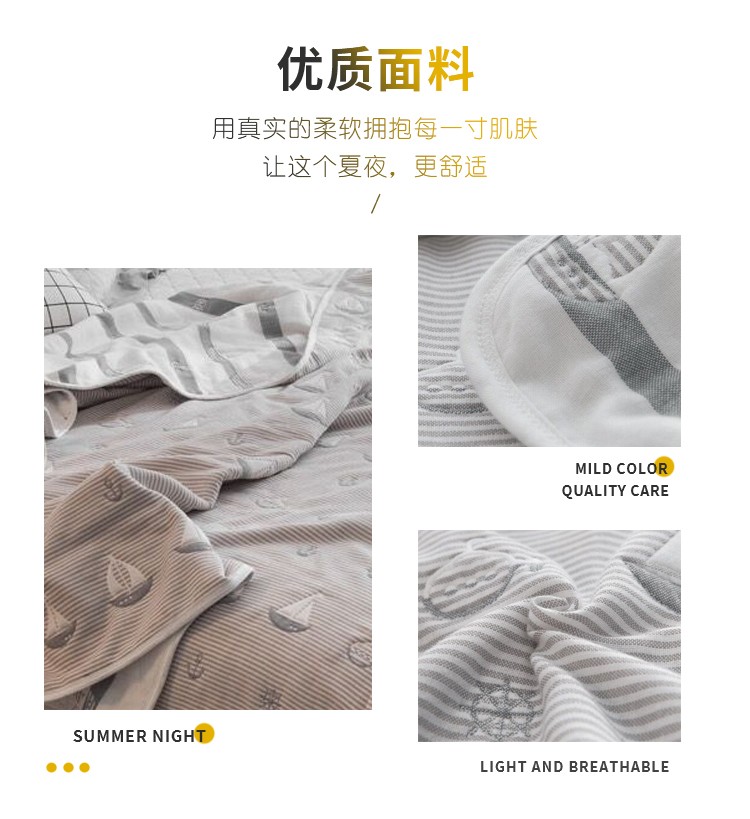 优质面料
用真实的柔软拥抱每一寸肌肤
让这个夏夜，更舒适
/
MILD COLOR
QUALITY CARE
SUMMER NIGHT
LIGHT AND BREATHABLE